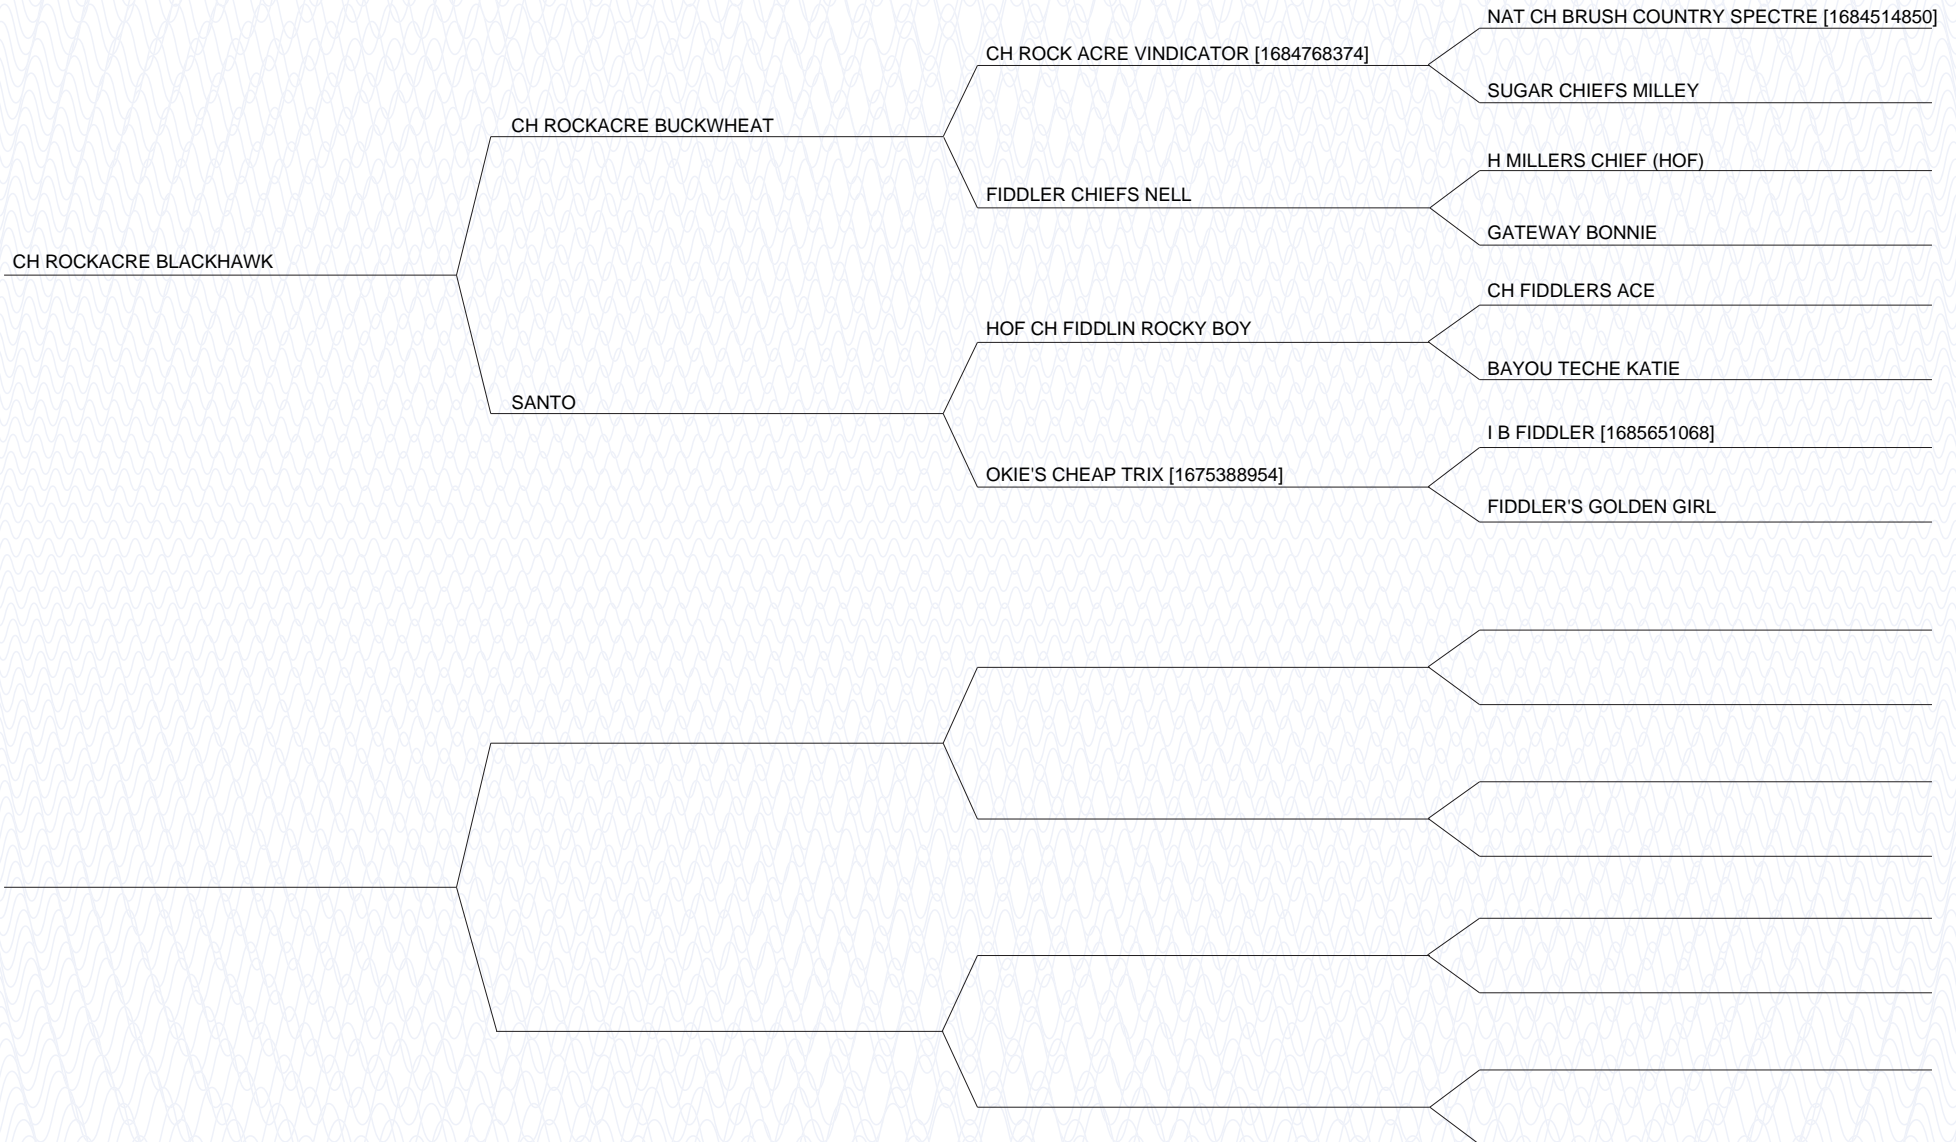 NAT CH BRUSH COUNTRY SPECTRE [1684514850]
CH ROCK ACRE VINDICATOR [1684768374]
SUGAR CHIEFS MILLEY
CH ROCKACRE BUCKWHEAT
H MILLERS CHIEF (HOF)
FIDDLER CHIEFS NELL
GATEWAY BONNIE
CH ROCKACRE BLACKHAWK
CH FIDDLERS ACE
HOF CH FIDDLIN ROCKY BOY
BAYOU TECHE KATIE
SANTO
I B FIDDLER [1685651068]
OKIE'S CHEAP TRIX [1675388954]
FIDDLER'S GOLDEN GIRL